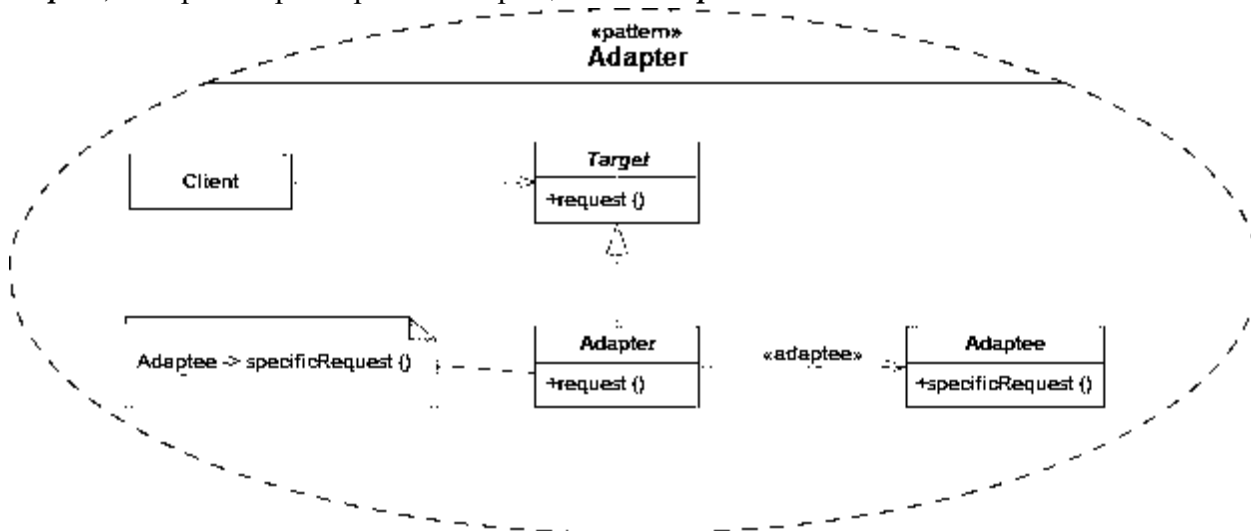 «pattern»
Adapter
Client
Target
+request ()
Adaptee -> specificRequest ()
Adapter
+request ()
«adaptee»
Adaptee
+specificRequest ()